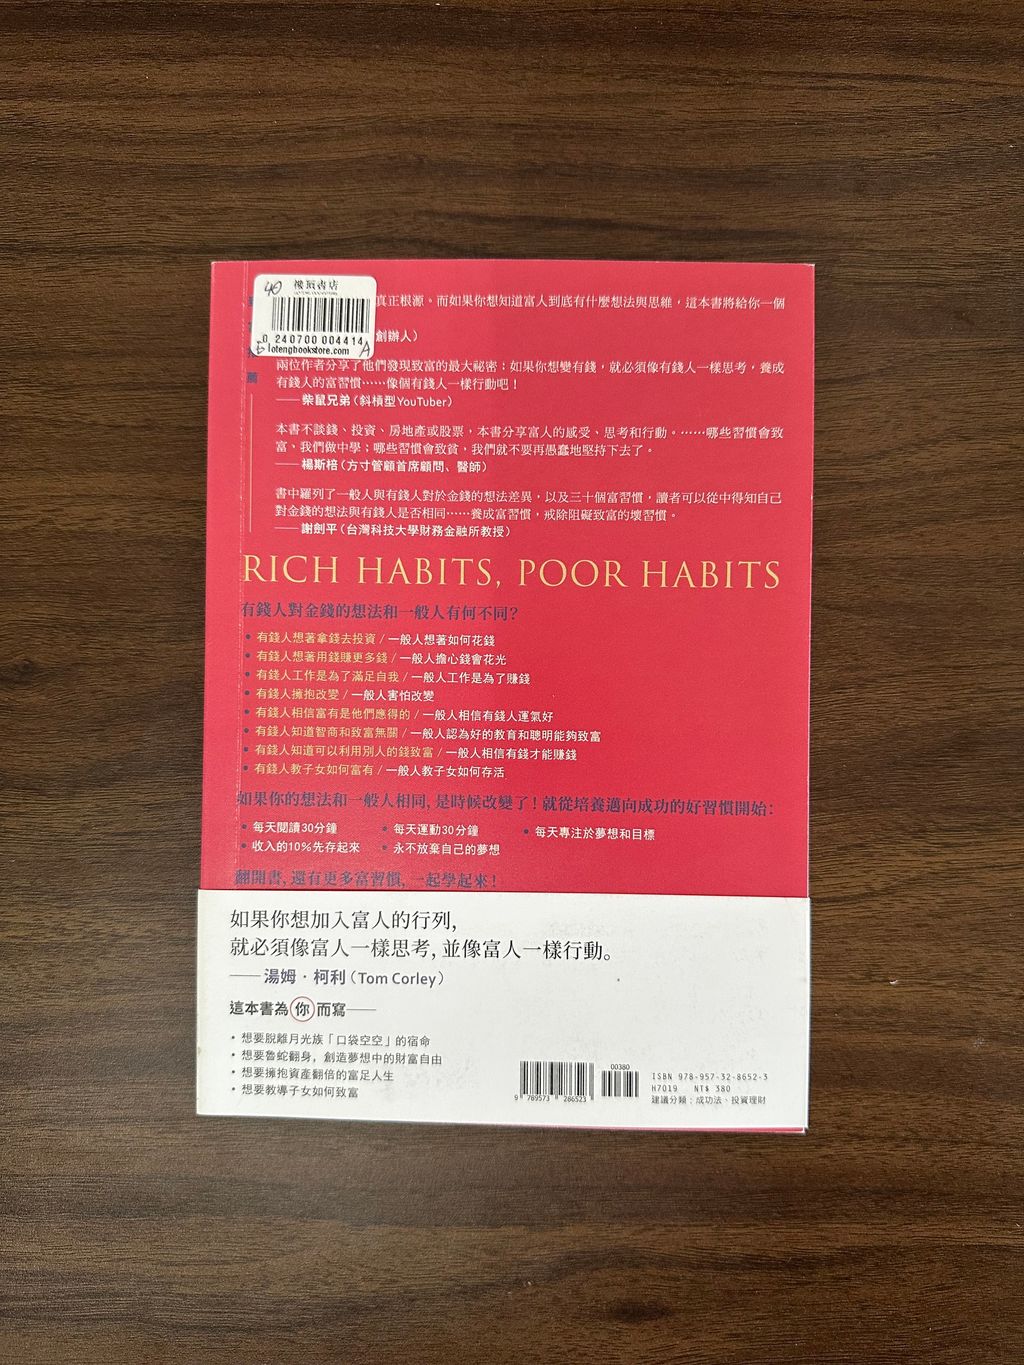 40
樓氹書店
0 240700 004414
lotengbookstore.com
A
真正根源。而如果你想知道富人到底有什麼想法與思維，這本書將給你一個
創辦人）
薦
兩位作者分享了他們發現致富的最大祕密：如果你想變有錢，就必須像有錢人一樣思考，養成
有錢人的富習慣……像個有錢人一樣行動吧！
——柴鼠兄弟（斜槓型YouTuber）
本書不談錢、投資、房地產或股票，本書分享富人的感受、思考和行動。……哪些習慣會致
富、我們做中學；哪些習慣會致貧，我們就不要再愚蠢地堅持下去了。
——楊斯棓（方寸管顧首席顧問、醫師）
書中羅列了一般人與有錢人對於金錢的想法差異，以及三十個富習慣，讀者可以從中得知自己
對金錢的想法與有錢人是否相同……養成富習慣，戒除阻礙致富的壞習慣。
——謝劍平（台灣科技大學財務金融所教授）
RICH HABITS, POOR HABITS
有錢人對金錢的想法和一般人有何不同？
• 有錢人想著拿錢去投資 / 一般人想著如何花錢
• 有錢人想著用錢賺更多錢 / 一般人擔心錢會花光
• 有錢人工作是為了滿足自我 / 一般人工作是為了賺錢
• 有錢人擁抱改變 / 一般人害怕改變
• 有錢人相信富有是他們應得的 / 一般人相信有錢人運氣好
• 有錢人知道智商和致富無關 / 一般人認為好的教育和聰明能夠致富
• 有錢人知道可以利用別人的錢致富 / 一般人相信有錢才能賺錢
• 有錢人教子女如何富有 / 一般人教子女如何存活
如果你的想法和一般人相同，是時候改變了！就從培養邁向成功的好習慣開始：
• 每天閱讀30分鐘 • 每天運動30分鐘 • 每天專注於夢想和目標
• 收入的10%先存起來 • 永不放棄自己的夢想
翻開書，還有更多富習慣，一起學起來！
如果你想加入富人的行列，
就必須像富人一樣思考，並像富人一樣行動。
——湯姆・柯利（Tom Corley）
這本書為你而寫——
• 想要脫離月光族「口袋空空」的宿命
• 想要魯蛇翻身，創造夢想中的財富自由
• 想要擁抱資產翻倍的富足人生
• 想要教導子女如何致富
00380
9 789573 286523
ISBN 978-957-32-8652-3
H7019 NT$ 380
建議分類：成功法、投資理財